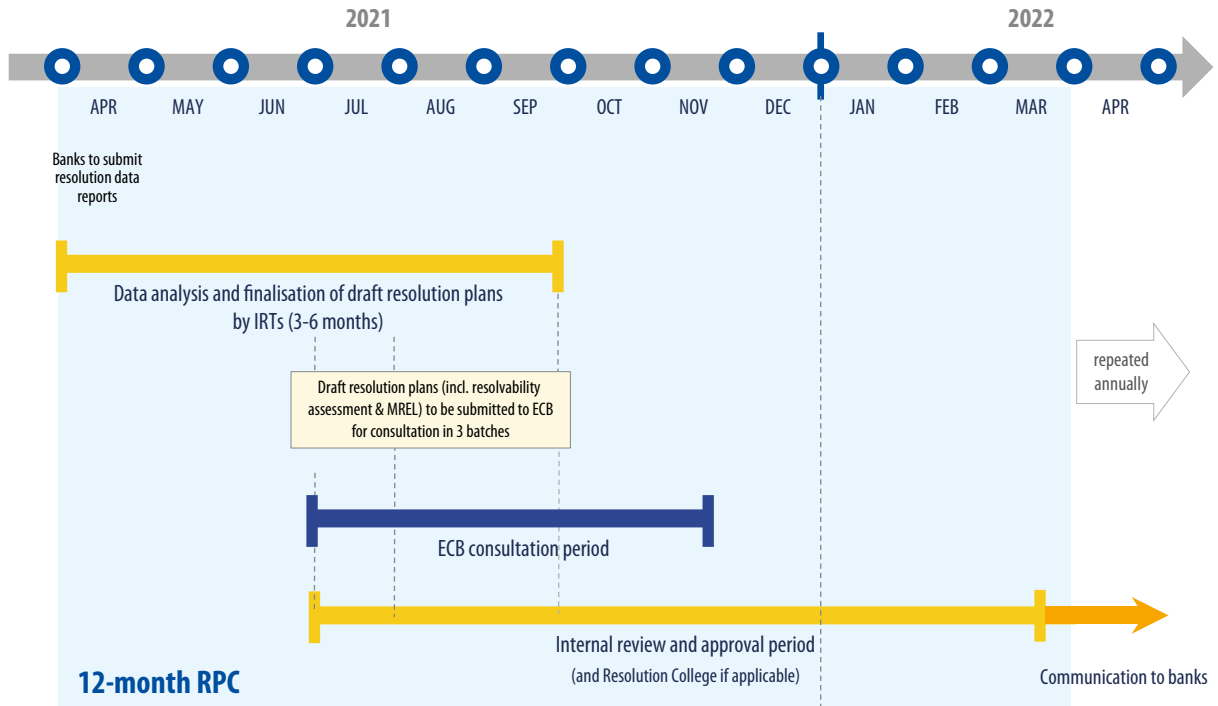 2021
2022
APR
MAY
JUN
JUL
AUG
SEP
OCT
NOV
DEC
JAN
FEB
MAR
APR
Banks to submit
resolution data
reports
Data analysis and finalisation of draft resolution plans
by IRTs (3-6 months)
repeated
annually
Draft resolution plans (incl. resolvability
assessment & MREL) to be submitted to ECB
for consultation in 3 batches
ECB consultation period
Internal review and approval period
(and Resolution College if applicable)
12-month RPC
Communication to banks